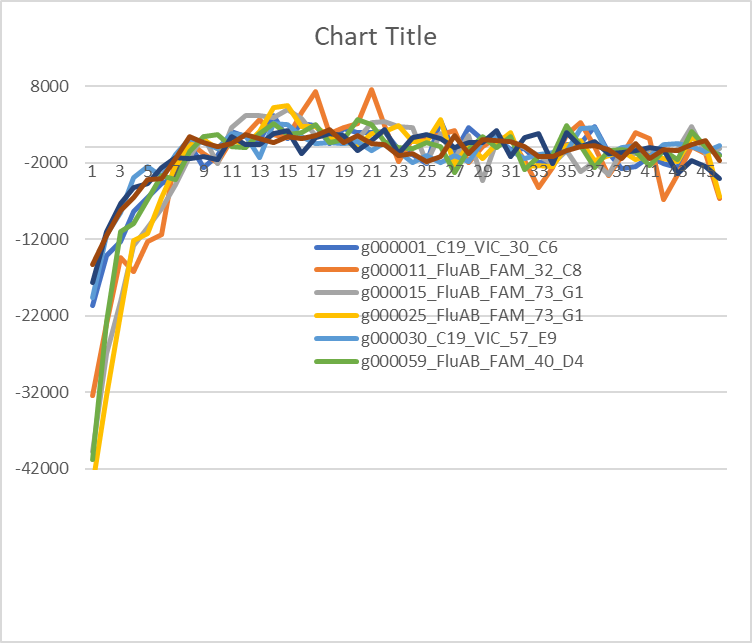 Chart Title
8000
-2000
1 3 5 7 9 11 13 15 17 19 21 23 25 27 29 31 33 35 37 39 41 43 45
-12000
g000001_C19_VIC_30_C6
g000011_FluAB_FAM_32_C8
g000015_FluAB_FAM_73_G1
-22000
g000025_FluAB_FAM_73_G1
g000030_C19_VIC_57_E9
g000059_FluAB_FAM_40_D4
-32000
-42000